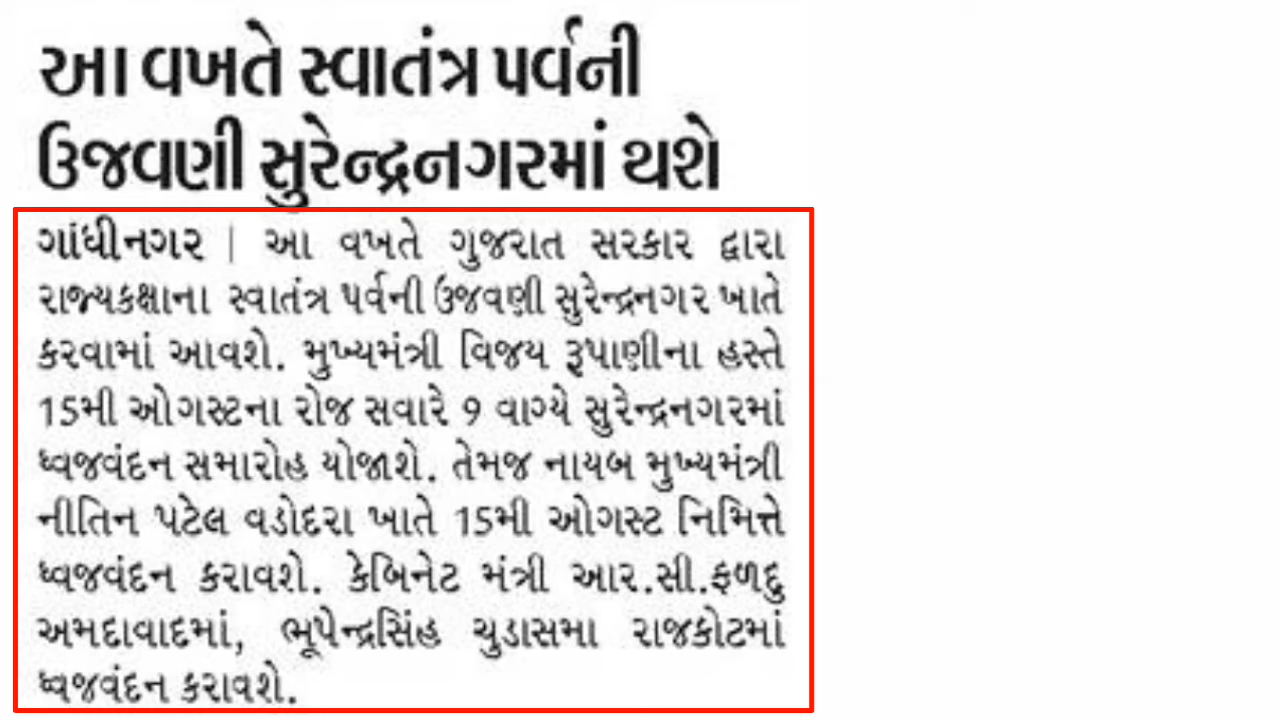 આ વખતે સ્વાતંત્ર પર્વની
ઉજવણી સુરેન્દ્રનગરમાં થશે
ગાંધીનગર | આ વખતે ગુજરાત સરકાર દ્વારા
રાજ્યકક્ષાના સ્વાતંત્ર પર્વની ઉજવણી સુરેન્દ્રનગર ખાતે
કરવામાં આવશે. મુખ્યમંત્રી વિજય રૂપાણીના હસ્તે
15મી ઓગસ્ટના રોજ સવારે 9 વાગ્યે સુરેન્દ્રનગરમાં
ધ્વજવંદન સમારોહ યોજાશે. તેમજ નાયબ મુખ્યમંત્રી
નીતિન પટેલ વડોદરા ખાતે 15મી ઓગસ્ટ નિમિત્તે
ધ્વજવંદન કરાવશે. કેબિનેટ મંત્રી આર.સી.ફળદુ
અમદાવાદમાં, ભૂપેન્દ્રસિંહ ચુડાસમા રાજકોટમાં
ધ્વજવંદન કરાવશે.